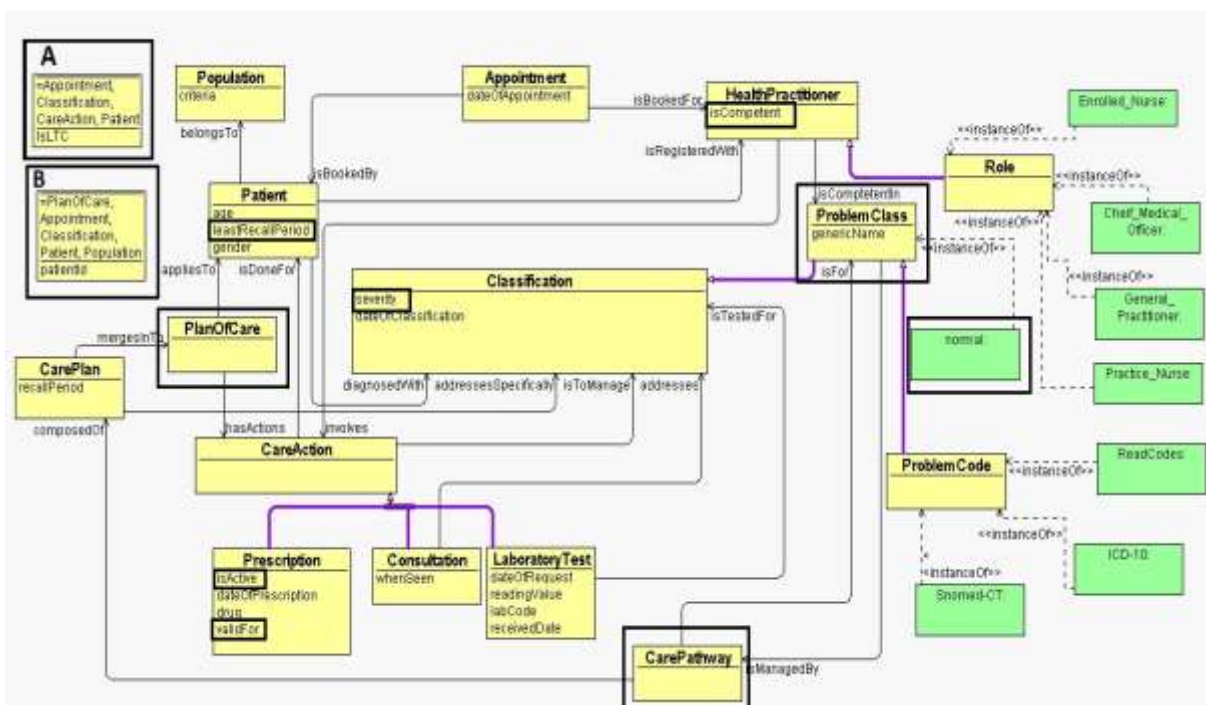 A
=Appointment,
Classification,
CareAction, Patient
IsLTC
B
=PlanOfCare,
Appointment,
Classification,
Patient, Population
patientId
Population
criteria
belongsTo
Appointment
dateOfAppointment
isBookedFor
HealthPractitioner
isCompetent
isRegisteredWith
isBookedBy
Enrolled_Nurse:
<<instanceOf>>
Role
<<instanceOf>>
<<instanceOf>>
Cheif_Medical_
Officer:
<<instanceOf>>
General_
Practitioner:
Practice_Nurse
Patient
age
leastRecallPeriod
gender
appliesTo
isDoneFor
isCompletentIn
ProblemClass
genericName
<<instanceOf>>
isFor
normal:
Classification
severity
dateOfClassification
isTestedFor
mergesInTo
PlanOfCare
CarePlan
recallPeriod
composedOf
diagnosedWith
addressesSpecifically
isToManage
addresses
hasActions
involves
CareAction
ProblemCode
ReadCodes:
<<instanceOf>>
<<instanceOf>>
ICD-10:
<<instanceOf>>
Snomed-CT:
Prescription
isActive
dateOfPrescription
drug
validFor
Consultation
whenSeen
LaboratoryTest
dateOfRequest
readingValue
labCode
receivedDate
CarePathway
isManagedBy